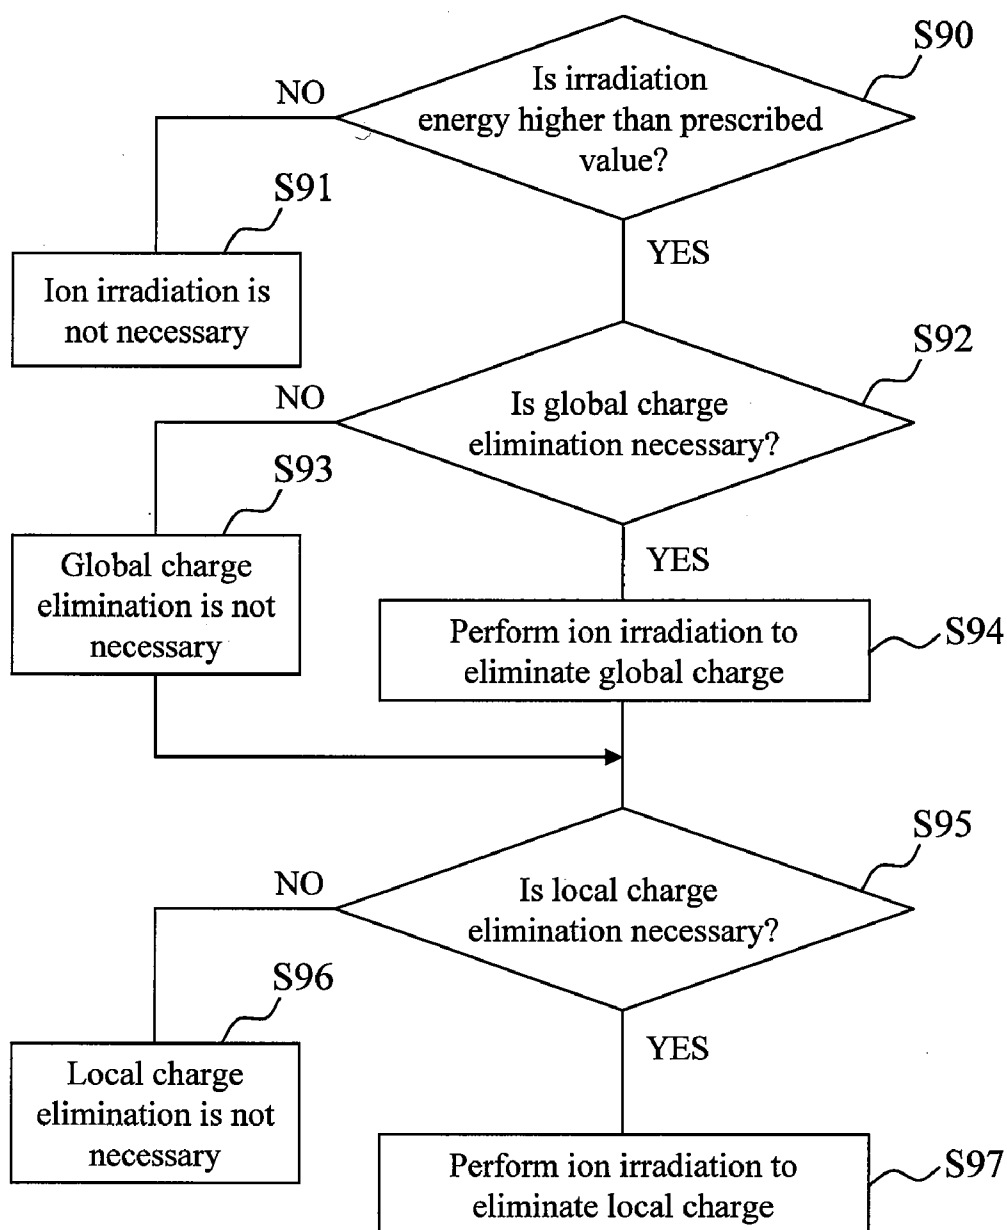 S90
Is irradiation
energy higher than prescribed
value?
NO
YES
S91
Ion irradiation is
not necessary
S92
Is global charge
elimination necessary?
NO
YES
S93
Global charge
elimination is not
necessary
S94
Perform ion irradiation to
eliminate global charge
S95
Is local charge
elimination necessary?
NO
YES
S96
Local charge
elimination is not
necessary
S97
Perform ion irradiation to
eliminate local charge